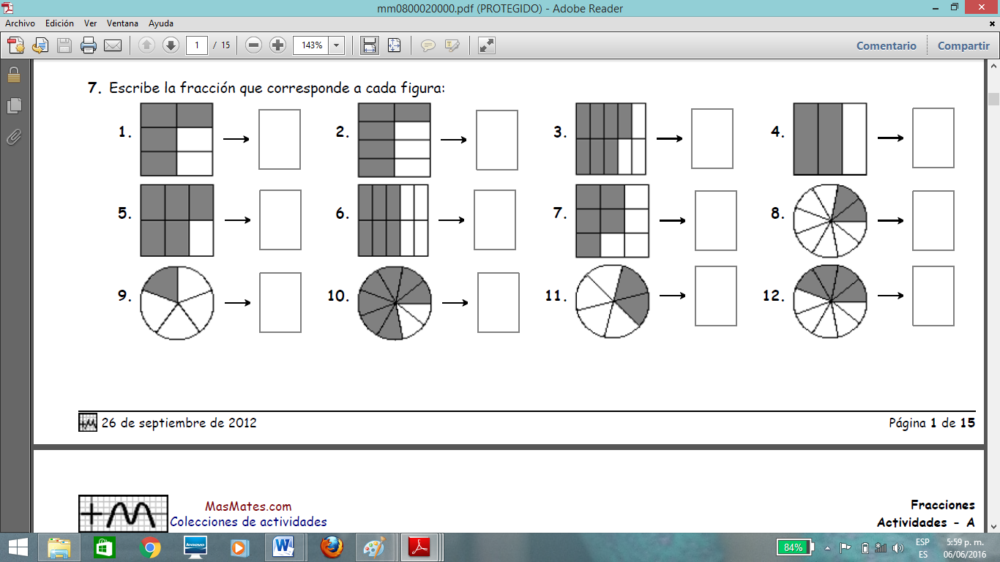 mm0800020000.pdf (PROTEGIDO) - Adobe Reader
Archivo Edición Ver Ventana Ayuda
1 / 15 143% Comentario Compartir
7. Escribe la fracción que corresponde a cada figura:
1. 2. 3. 4.
5. 6. 7. 8.
9. 10. 11. 12.
26 de septiembre de 2012 Página 1 de 15
MasMates.com Fracciones
Colecciones de actividades Actividades - A
lenovo
84% ESP 5:59 p. m.
ES 06/06/2016